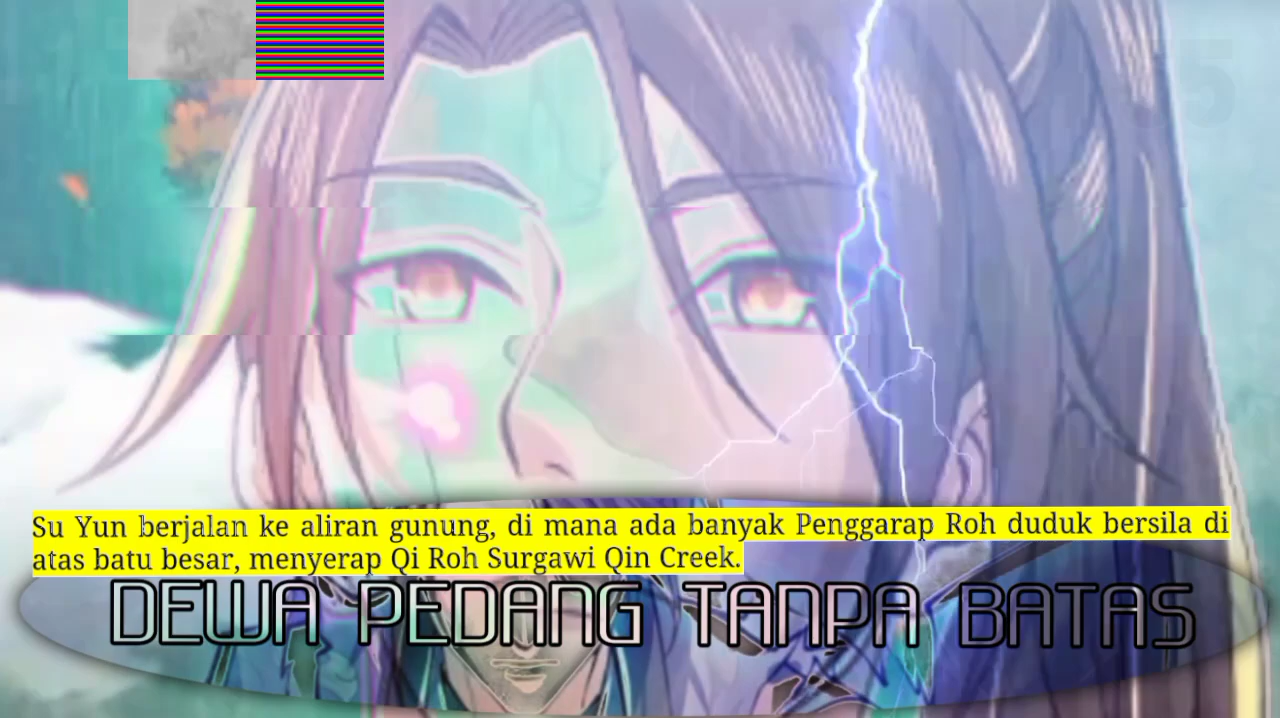 Su Yun berjalan ke aliran gunung, di mana ada banyak Penggarap Roh duduk bersila di
atas batu besar, menyerap Qi Roh Surgawi Qin Creek.
DEWA PEDANG TANPA BATAS